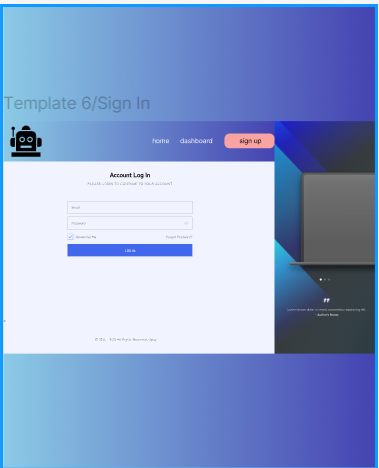 Template 6/Sign In
home dashboard sign up
Account Log In
PLEASE LOGIN TO CONTINUE TO YOUR ACCOUNT
Email
Password
Remember Me Forgot Password?
LOG IN
Lorem ipsum dolor sit amet, consectetur adipiscing elit.
- Author's Name